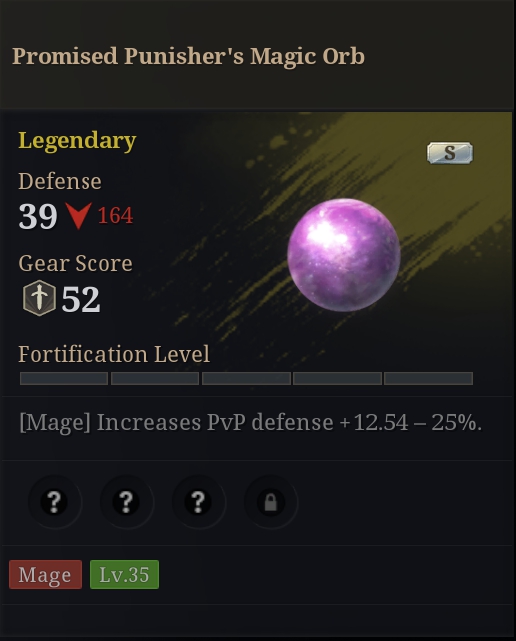 Promised Punisher's Magic Orb
Legendary
S
Defense
39 164
Gear Score
52
Fortification Level
[Mage] Increases PvP defense +12.54 – 25%.
? ? ?
Mage Lv.35